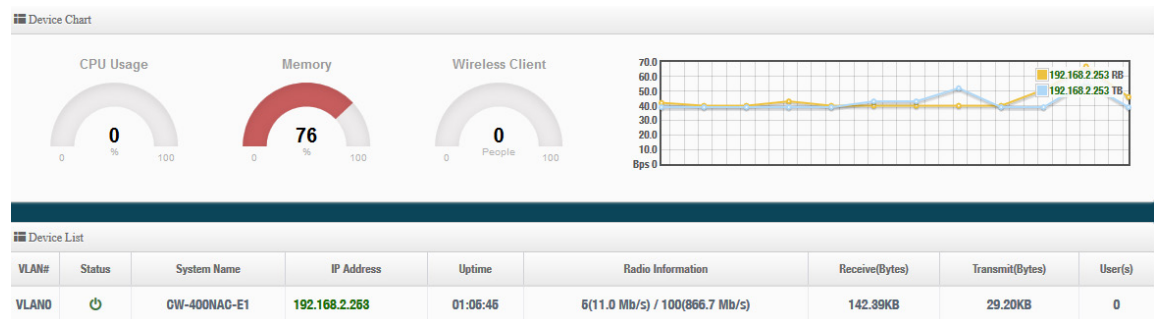 Device Chart
CPU Usage
0
%
0
100
Memory
76
%
0
100
Wireless Client
0
People
0
100
70.0
60.0
50.0
40.0
30.0
20.0
10.0
Bps 0
192.168.2.253 RB
192.168.2.253 TB
Device List
VLAN# Status System Name IP Address Uptime Radio Information Receive(Bytes) Transmit(Bytes) User(s)
VLAN0 CW-400NAC-E1 192.168.2.253 01:05:45 6(11.0 Mb/s) / 100(866.7 Mb/s) 142.39KB 29.20KB 0